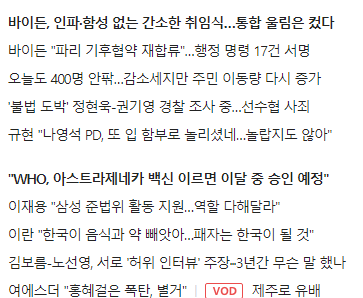 바이든, 인파·함성 없는 간소한 취임식…통합 울림은 컸다
바이든 "파리 기후협약 재합류"…행정 명령 17건 서명
오늘도 400명 안팎…감소세지만 주민 이동량 다시 증가
'불법 도박' 정현욱-권기영 경찰 조사 중…선수협 사죄
규현 "나영석 PD, 또 입 함부로 놀리셨네…놀랍지도 않아"
"WHO, 아스트라제네카 백신 이르면 이달 중 승인 예정"
이재용 "삼성 준법위 활동 지원…역할 다해달라"
이란 "한국이 음식과 약 빼앗아…패자는 한국이 될 것"
김보름-노선영, 서로 '허위 인터뷰' 주장–3년간 무슨 말 했나
여에스더 "홍혜걸은 폭탄, 별거" | VOD 제주로 유배